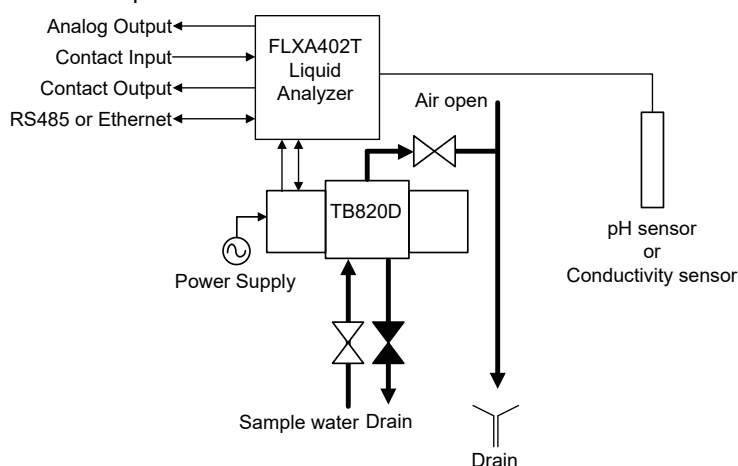 Analog Output
Contact Input
Contact Output
RS485 or Ethernet
FLXA402T
Liquid
Analyzer
Air open
TB820D
Power Supply
pH sensor
or
Conductivity sensor
Sample water
Drain
Drain